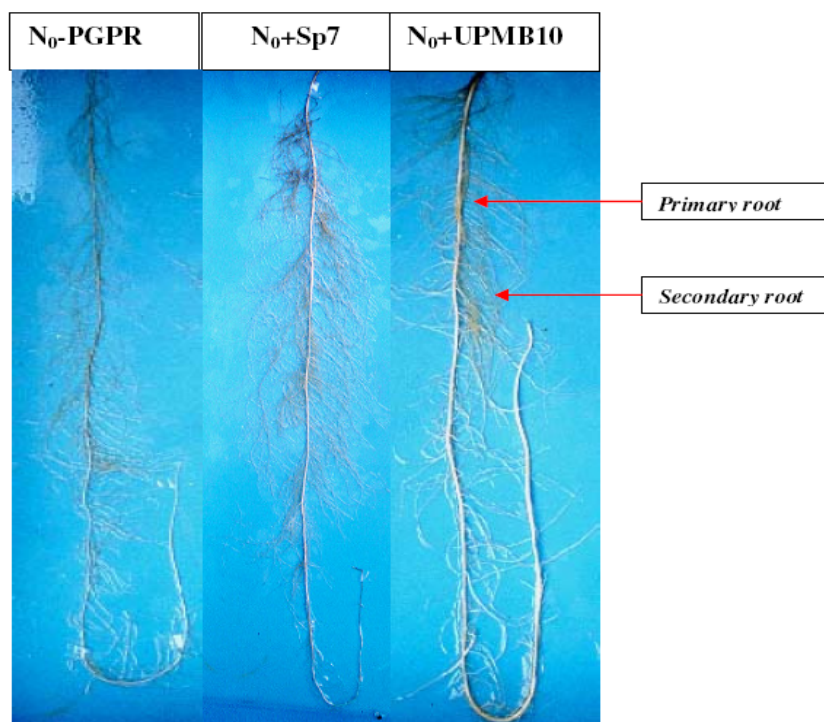 N₀-PGPR
N₀+Sp7
N₀+UPMB10
Primary root
Secondary root